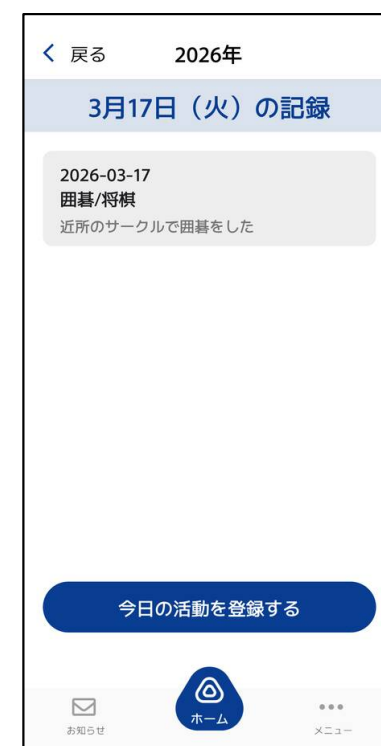 戻る 2026年
3月17日（火）の記録
2026-03-17
囲碁/将棋
近所のサークルで囲碁をした
今日の活動を登録する
お知らせ ホーム メニュー